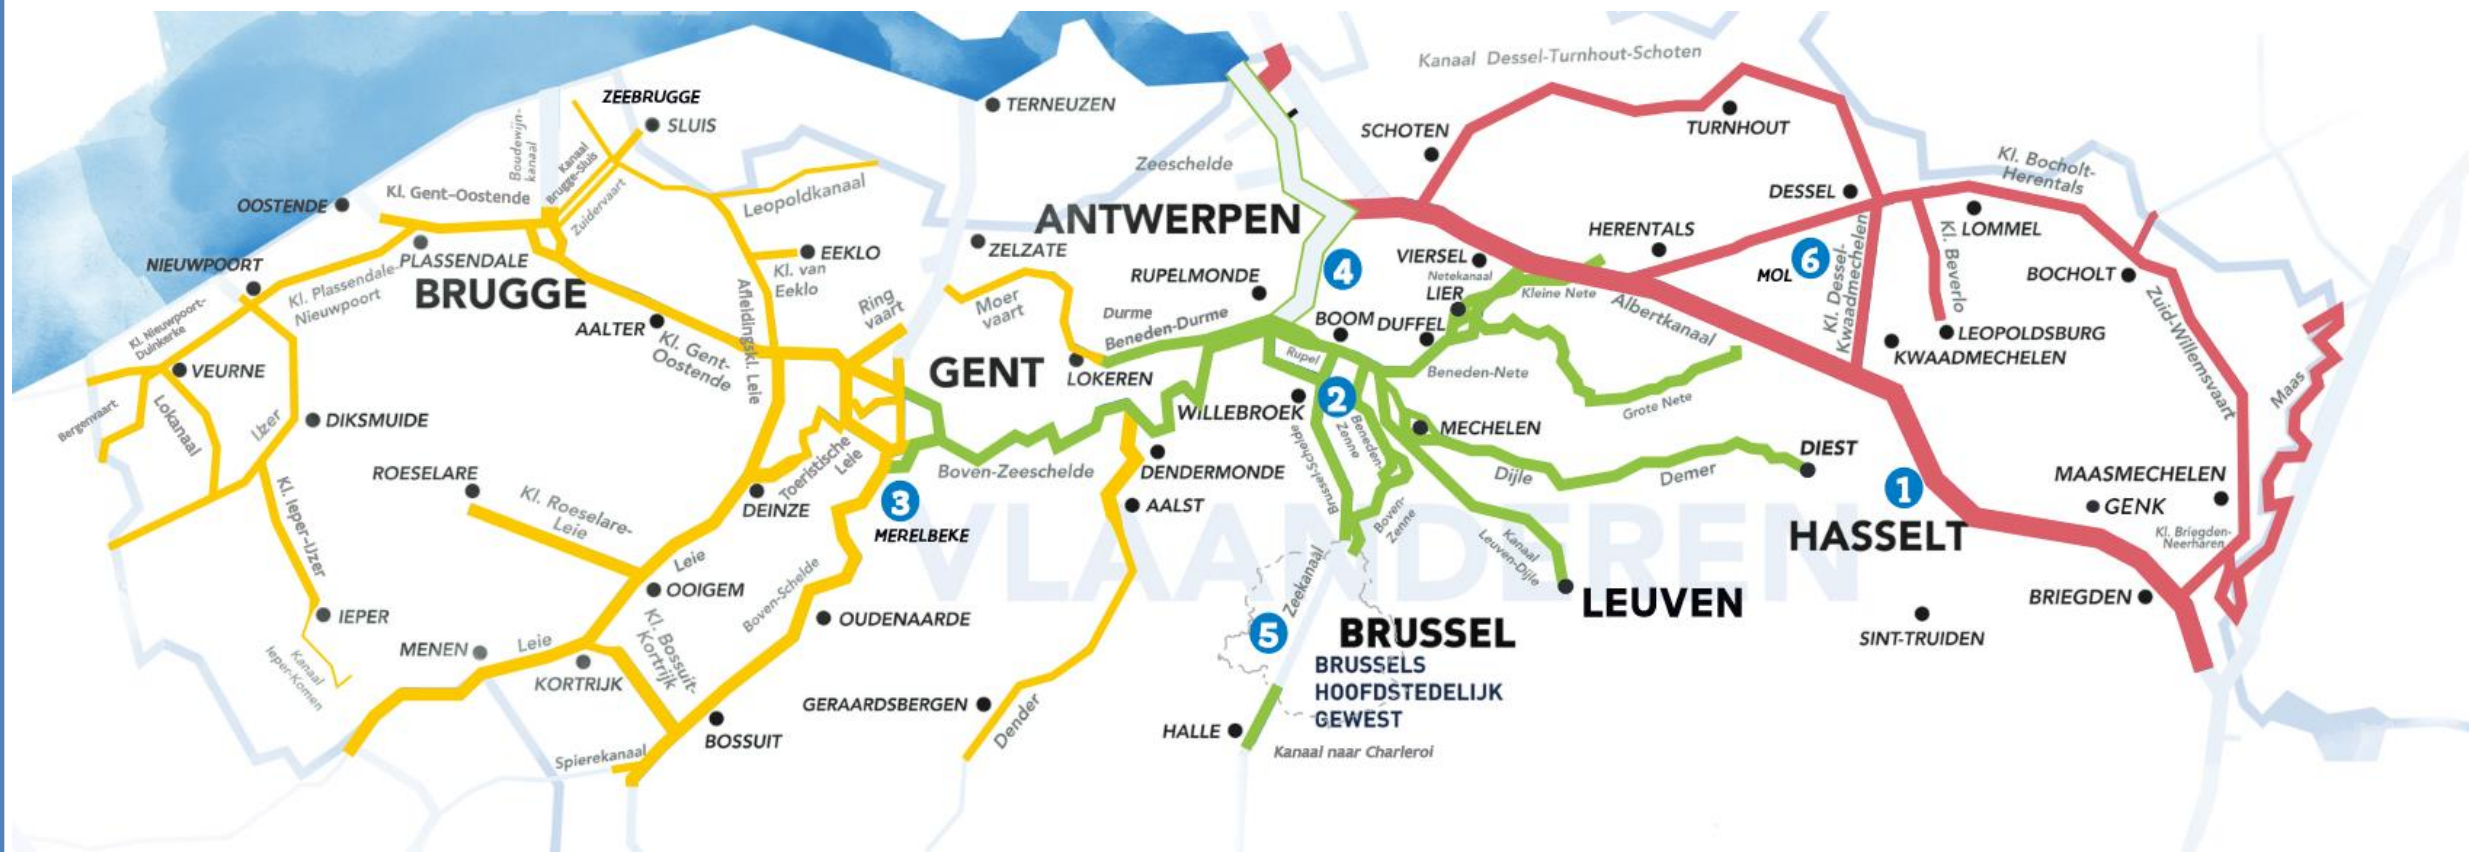 Kanaal Dessel-Turnhout-Schoten
ZEEBRUGGE
TERNEUZEN
SLUIS
Boudewijn-
kanaal
Kanaal
Brugge-Sluis
SCHOTEN
TURNHOUT
Zeeschelde
Kl. Bocholt-
Herentals
Kl. Gent-Oostende
Leopoldkanaal
Zuidervaart
DESSEL
OOSTENDE
ANTWERPEN
HERENTALS
LOMMEL
ZELZATE
EEKLO
PLASSENDALE
NIEUWPOORT
VIERSEL
Netekanaal
LIER
Kleine Nete
4
6
MOL
Kl. Dessel-
Kwaadmechelen
Kl. Beverlo
BOCHOLT
Kl. Plassendale-
Nieuwpoort
BRUGGE
Kl. van
Eeklo
Afleidingskl. Leie
Ring
vaart
Moer
vaart
RUPELMONDE
Durme
Beneden-Durme
BOOM
DUFFEL
Albertkanaal
Zuid-Willemsvaart
Kl. Nieuwpoort-
Duinkerke
AALTER
Kl. Gent-
Oostende
LEOPOLDSBURG
KWAADMECHELEN
VEURNE
GENT
LOKEREN
Rupel
Beneden-Nete
Maas
Bergenvaart
Lokanaal
IJzer
DIKSMUIDE
WILLEBROEK
2
Grote Nete
Brussel-Schelde
Beneden-
Zenne
MECHELEN
DIEST
Toeristische
Leie
Boven-Zeeschelde
DENDERMONDE
Dijle
Demer
ROESELARE
Kl. Roeselare-
Leie
DEINZE
3
MERELBEKE
AALST
VLAANDEREN
1
HASSELT
MAASMECHELEN
GENK
Kl. Briegden-
Neerharen
Kl. Ieper-IJzer
Boven-
Zenne
Kanaal
Leuven-Dijle
Leie
OOIGEM
Boven-Schelde
Zeekanaal
LEUVEN
BRIEGDEN
IEPER
OUDENAARDE
5
BRUSSEL
SINT-TRUIDEN
MENEN
Leie
Kl. Bossuit-
Kortrijk
BRUSSELS
HOOFDSTEDELIJK
GEWEST
Kanaal
Ieper-Komen
KORTRIJK
GERAARDSBERGEN
Dender
HALLE
BOSSUIT
Spierekanaal
Kanaal naar Charleroi